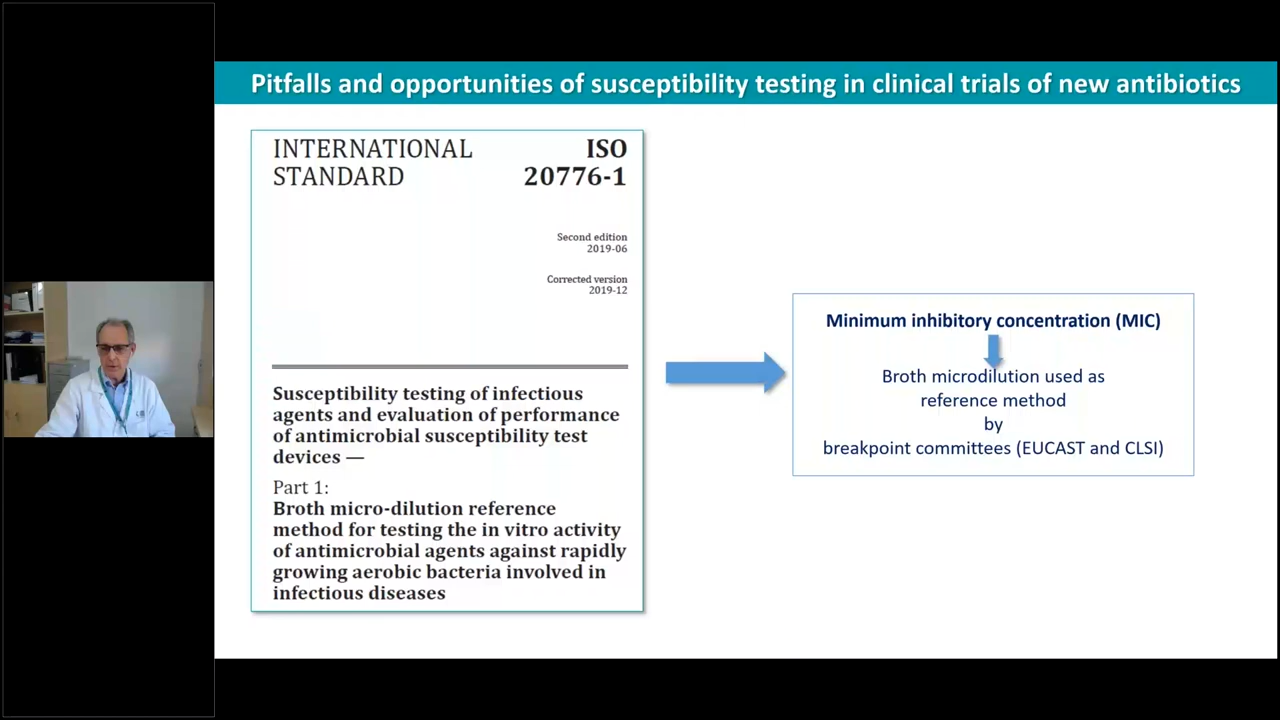 Pitfalls and opportunities of susceptibility testing in clinical trials of new antibiotics
INTERNATIONAL STANDARD
ISO 20776-1
Second edition
2019-06
Corrected version
2019-12
Susceptibility testing of infectious
agents and evaluation of performance
of antimicrobial susceptibility test
devices —
Part 1:
Broth micro-dilution reference
method for testing the in vitro activity
of antimicrobial agents against rapidly
growing aerobic bacteria involved in
infectious diseases
Minimum inhibitory concentration (MIC)
Broth microdilution used as
reference method
by
breakpoint committees (EUCAST and CLSI)